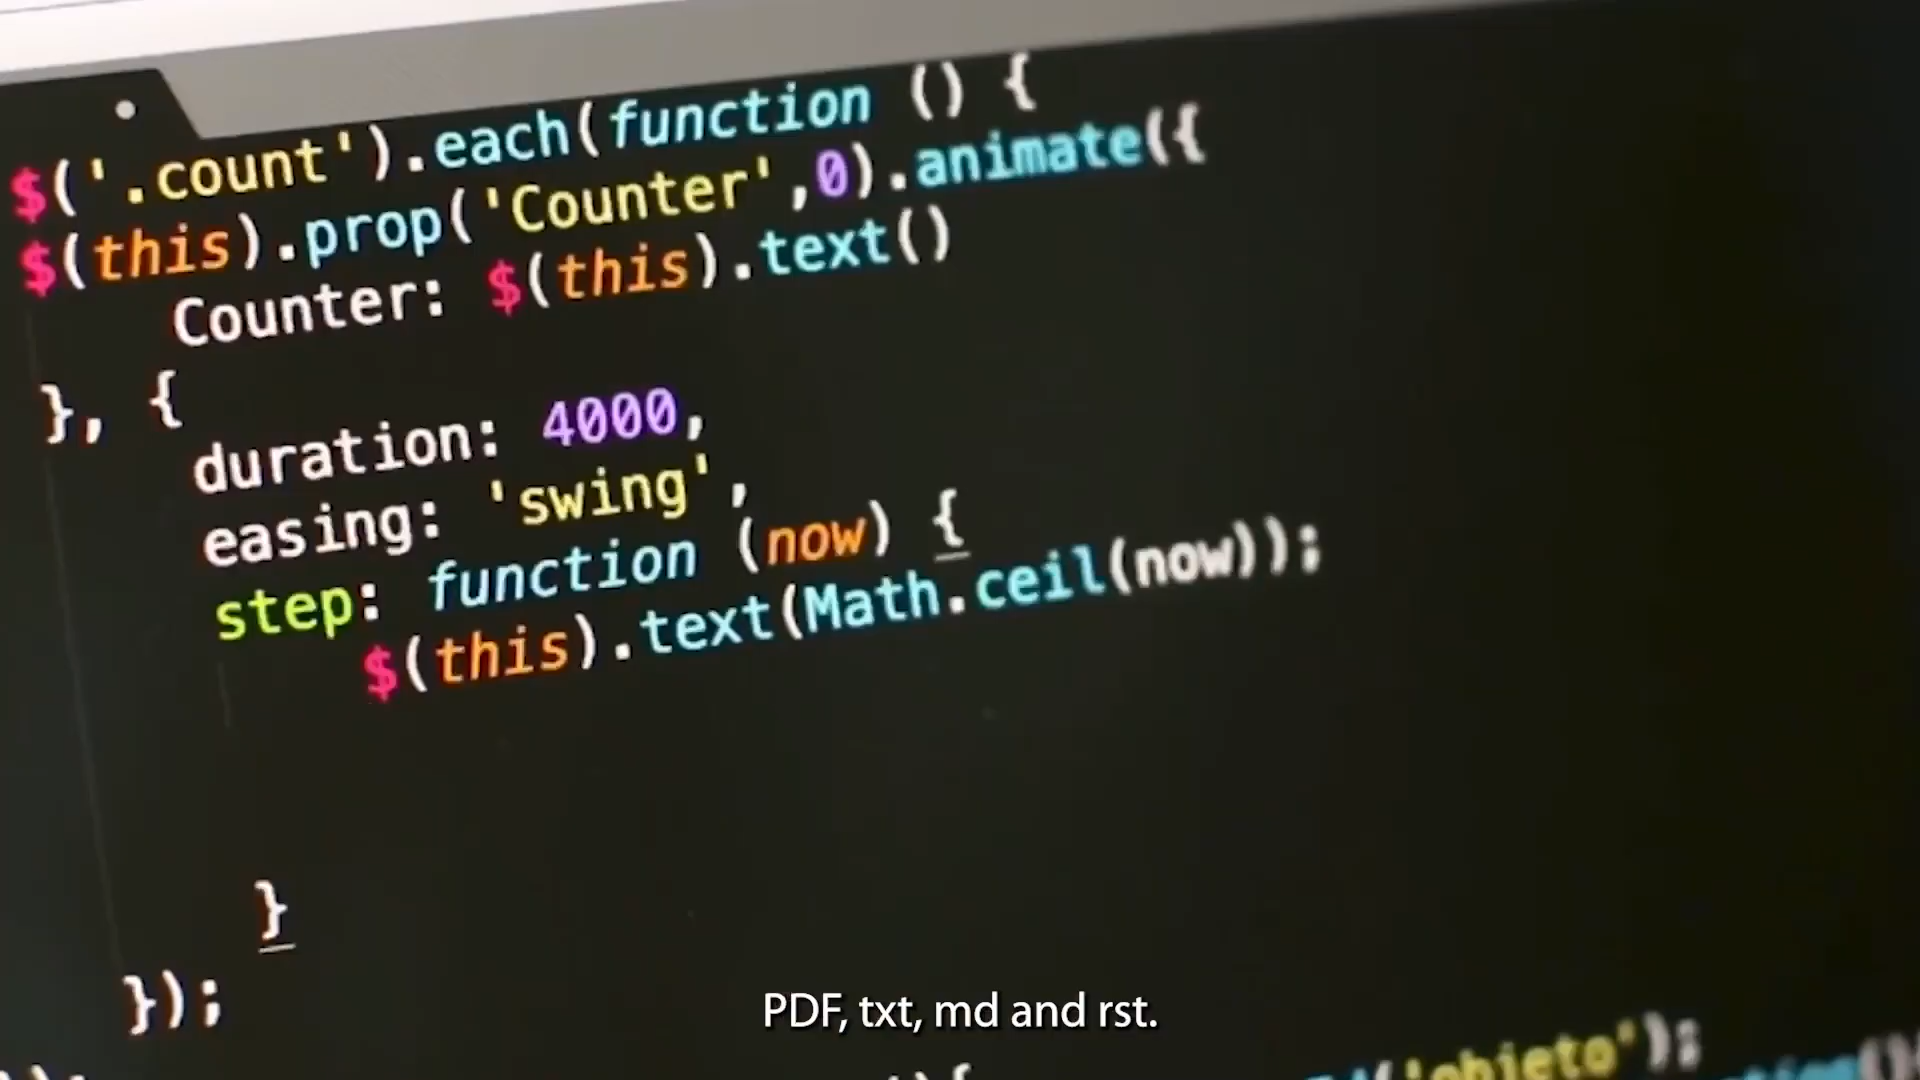 $('.count').each(function () {
$(this).prop('Counter',0).animate({
Counter: $(this).text()
}, {
duration: 4000,
easing: 'swing',
step: function (now) {
$(this).text(Math.ceil(now));
}
});
PDF, txt, md and rst.
'objeto');